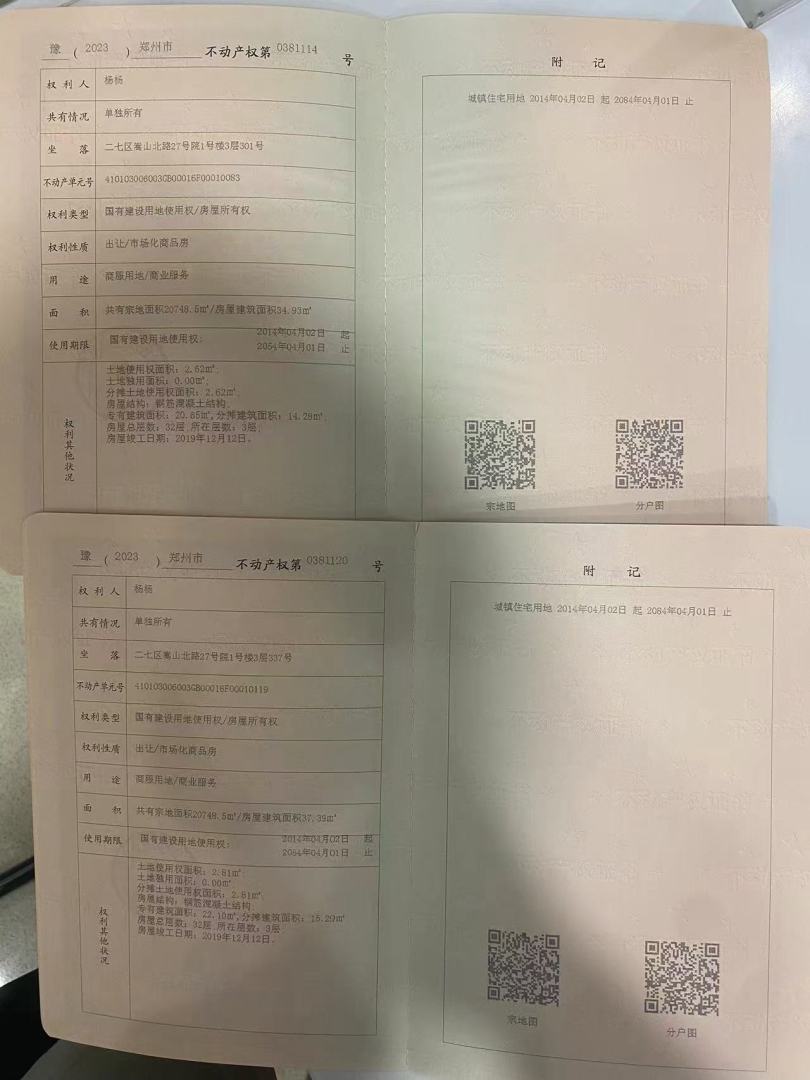 豫（2023）郑州市 不动产权第0381114号
权利人 杨杨
共有情况 单独所有
坐落 二七区嵩山北路27号院1号楼3层301号
不动产单元号 410103006003GB00016F00010083
权利类型 国有建设用地使用权/房屋所有权
权利性质 出让/市场化商品房
用途 商服用地/商业服务
面积 共有宗地面积20748.5㎡/房屋建筑面积34.93㎡
使用期限 国有建设用地使用权： 2014年04月02日 起
2054年04月01日 止
权利其他状况
土地使用权面积：2.62㎡，
土地独用面积：0.00㎡，
分摊土地使用权面积：2.62㎡，
房屋结构：钢筋混凝土结构，
专有建筑面积：20.65㎡,分摊建筑面积：14.28㎡，
房屋总层数：32层,所在层数：3层，
房屋竣工日期：2019年12月12日。
附记
城镇住宅用地 2014年04月02日 起 2084年04月01日 止
宗地图
分户图
豫（2023）郑州市 不动产权第0381120号
权利人 杨杨
共有情况 单独所有
坐落 二七区嵩山北路27号院1号楼3层337号
不动产单元号 410103006003GB00016F00010119
权利类型 国有建设用地使用权/房屋所有权
权利性质 出让/市场化商品房
用途 商服用地/商业服务
面积 共有宗地面积20748.5㎡/房屋建筑面积37.39㎡
使用期限 国有建设用地使用权： 2014年04月02日 起
2054年04月01日 止
权利其他状况
土地使用权面积：2.81㎡，
土地独用面积：0.00㎡，
分摊土地使用权面积：2.81㎡，
房屋结构：钢筋混凝土结构，
专有建筑面积：22.10㎡,分摊建筑面积：15.29㎡，
房屋总层数：32层,所在层数：3层，
房屋竣工日期：2019年12月12日。
附记
城镇住宅用地 2014年04月02日 起 2084年04月01日 止
宗地图
分户图